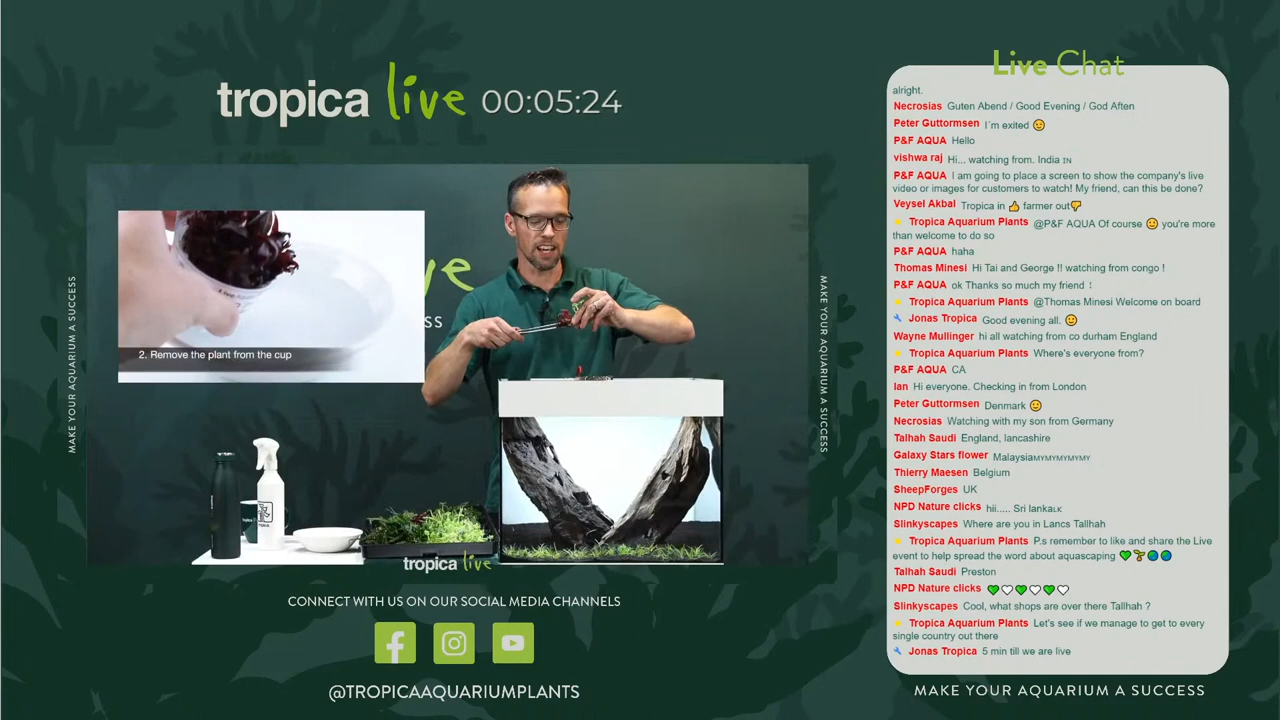 tropica live 00:05:24
MAKE YOUR AQUARIUM A SUCCESS
ve
SS
2. Remove the plant from the cup
tropica live
MAKE YOUR AQUARIUM A SUCCESS
CONNECT WITH US ON OUR SOCIAL MEDIA CHANNELS
@TROPICAAQUARIUMPLANTS
Live Chat
alright.
Necrosias Guten Abend / Good Evening / God Aften
Peter Guttormsen I´m exited 😉
P&F AQUA Hello
vishwa raj Hi... watching from. India IN
P&F AQUA I am going to place a screen to show the company's live
video or images for customers to watch! My friend, can this be done?
Veysel Akbal Tropica in 👍 farmer out👎
Tropica Aquarium Plants @P&F AQUA Of course 🙂 you're more
than welcome to do so
P&F AQUA haha
Thomas Minesi Hi Tai and George !! watching from congo !
P&F AQUA ok Thanks so much my friend ：
Tropica Aquarium Plants @Thomas Minesi Welcome on board
Jonas Tropica Good evening all. 🙂
Wayne Mullinger hi all watching from co durham England
Tropica Aquarium Plants Where's everyone from?
P&F AQUA CA
Ian Hi everyone. Checking in from London
Peter Guttormsen Denmark 🙂
Necrosias Watching with my son from Germany
Talhah Saudi England, lancashire
Galaxy Stars flower MalaysiaMYMYMYMYMY
Thierry Maesen Belgium
SheepForges UK
NPD Nature clicks hii..... Sri lankaLK
Slinkyscapes Where are you in Lancs Tallhah
Tropica Aquarium Plants P.s remember to like and share the Live
event to help spread the word about aquascaping 💚🌱🌍🌏
Talhah Saudi Preston
NPD Nature clicks 💚🤍💚🤍💚🤍
Slinkyscapes Cool, what shops are over there Tallhah ?
Tropica Aquarium Plants Let's see if we manage to get to every
single country out there
Jonas Tropica 5 min till we are live
MAKE YOUR AQUARIUM A SUCCESS